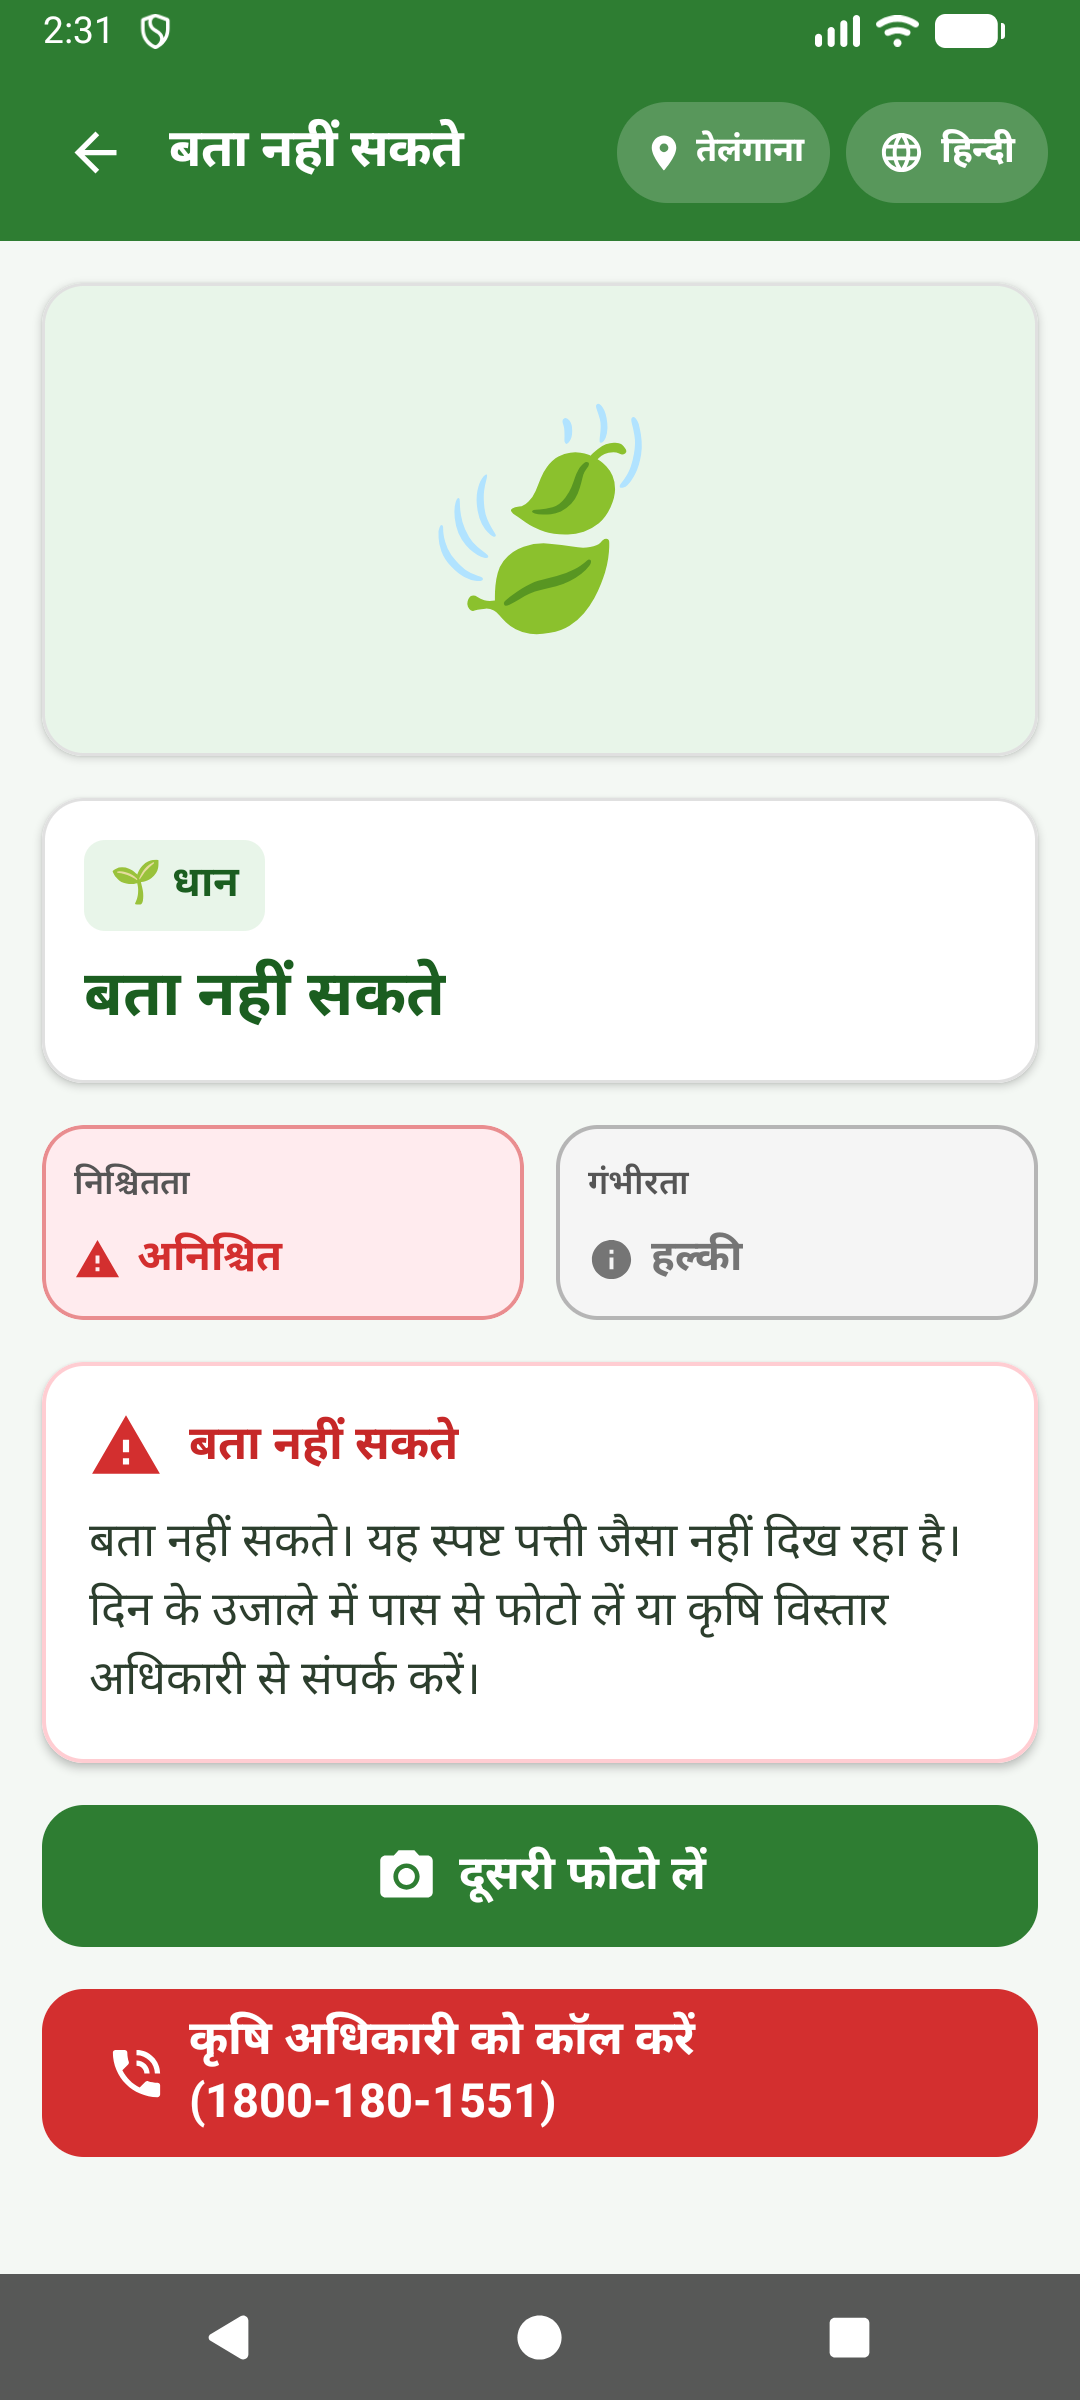 2:31
बता नहीं सकते
तेलंगाना
हिन्दी
धान
बता नहीं सकते
निश्चितता
अनिश्चित
गंभीरता
हल्की
बता नहीं सकते
बता नहीं सकते। यह स्पष्ट पत्ती जैसा नहीं दिख रहा है।
दिन के उजाले में पास से फोटो लें या कृषि विस्तार
अधिकारी से संपर्क करें।
दूसरी फोटो लें
कृषि अधिकारी को कॉल करें
(1800-180-1551)